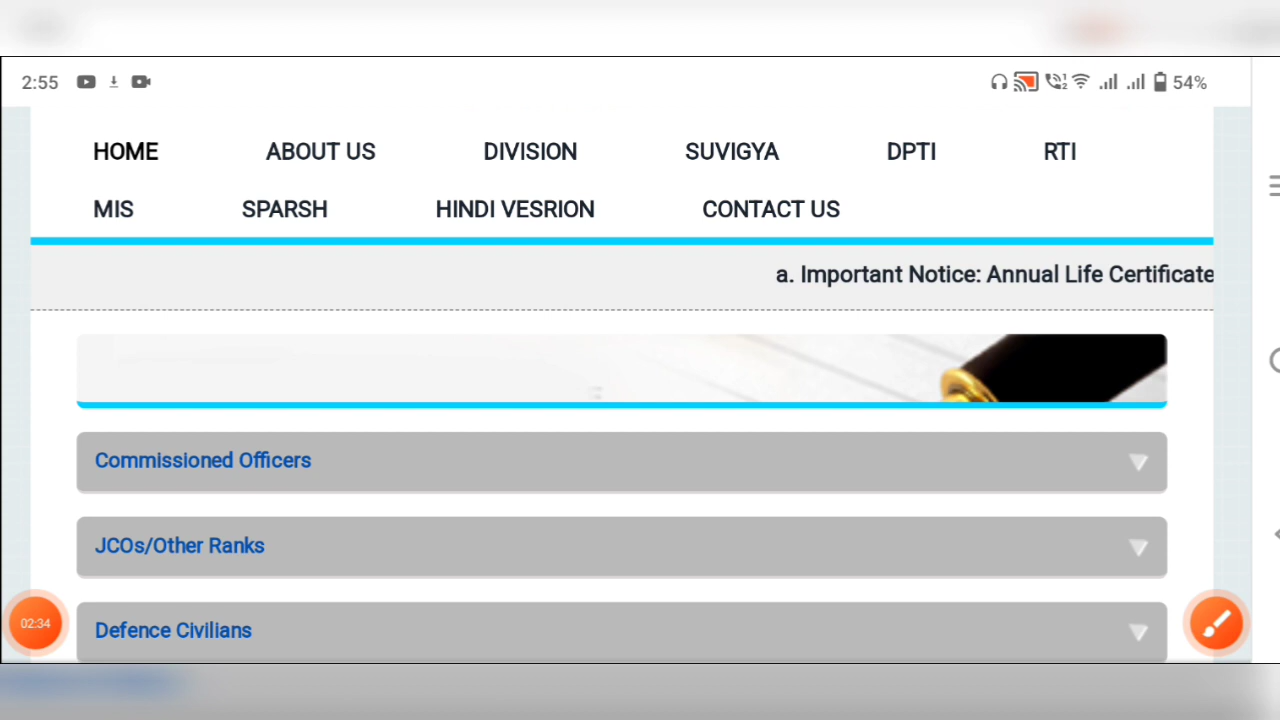 2:55 54%
HOME ABOUT US DIVISION SUVIGYA DPTI RTI
MIS SPARSH HINDI VESRION CONTACT US
a. Important Notice: Annual Life Certificate
Commissioned Officers
JCOs/Other Ranks
Defence Civilians
02:34